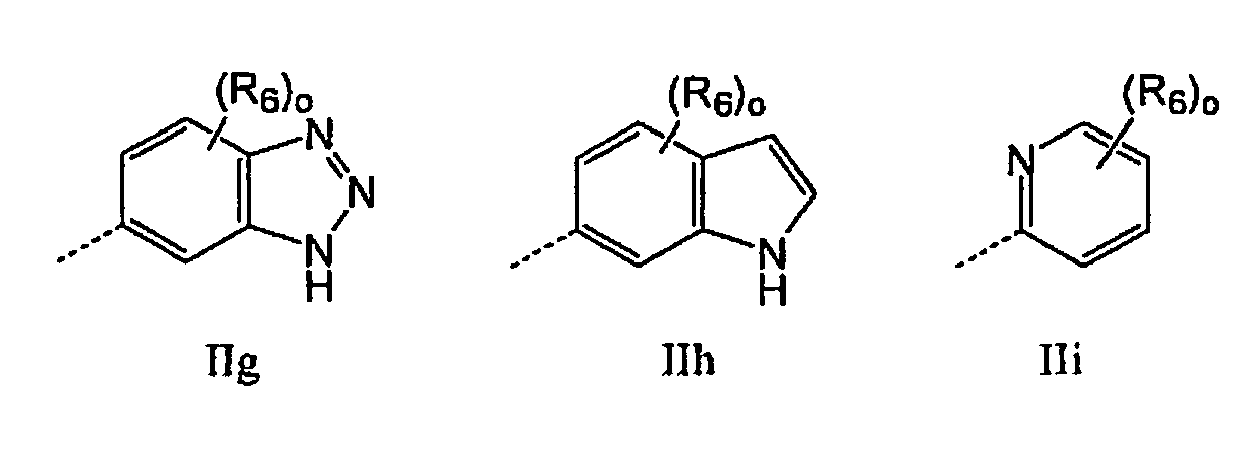 (R6)o (R6)o (R6)o
N N
N
N N
H H
IIg IIh IIi